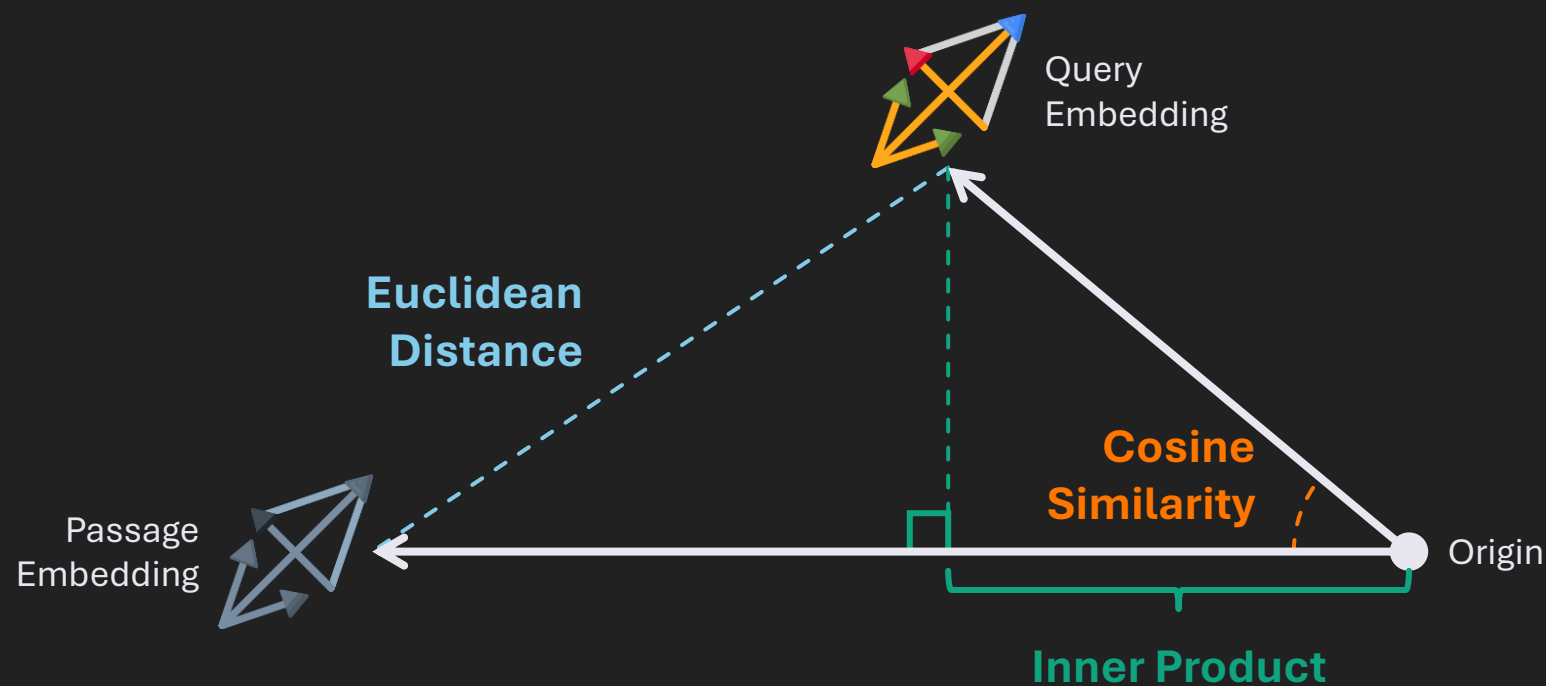 Query
Embedding
Euclidean
Distance
Cosine
Similarity
Passage
Embedding
Origin
Inner Product